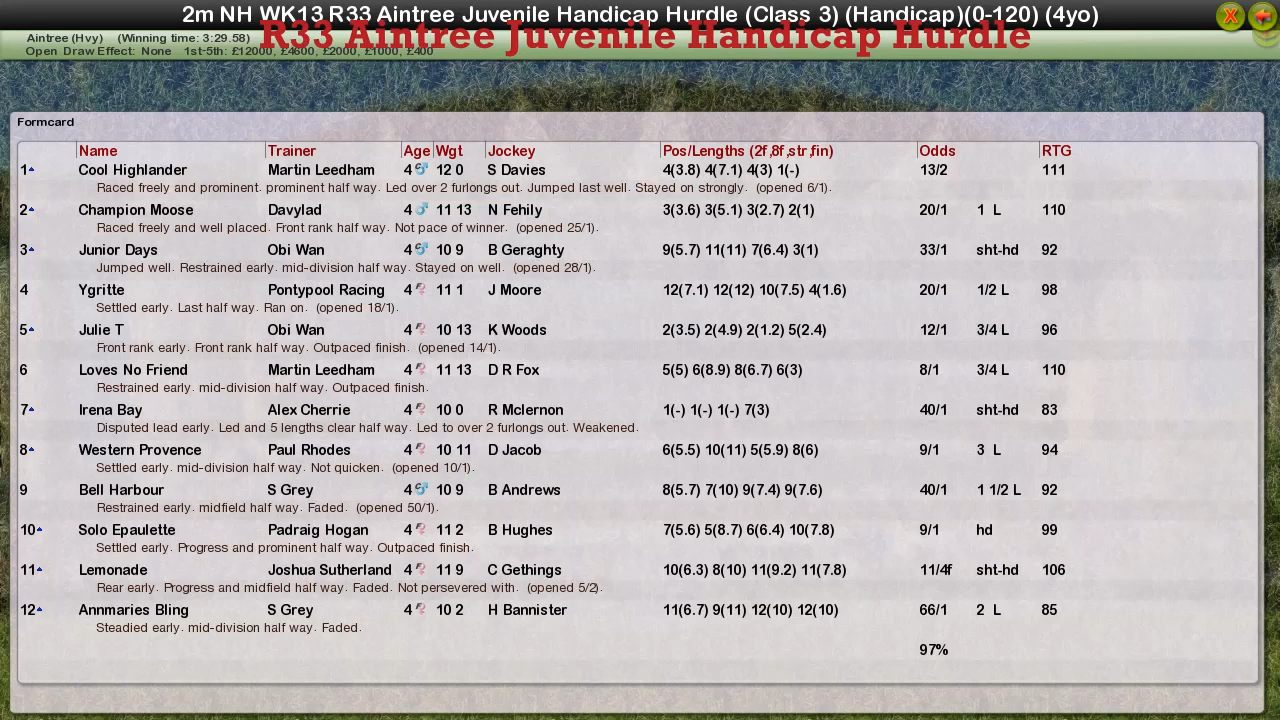 2m NH WK13 R33 Aintree Juvenile Handicap Hurdle (Class 3) (Handicap)(0-120) (4yo)
R33 Aintree Juvenile Handicap Hurdle
Aintree (Hvy) (Winning time: 3:29.58)
Open Draw Effect: None 1st-5th: £12000, £4600, £2000, £1000, £400
Formcard
Name Trainer Age Wgt Jockey Pos/Lengths (2f,8f,str,fin) Odds RTG
1 Cool Highlander Martin Leedham 4 12 0 S Davies 4(3.8) 4(7.1) 4(3) 1(-) 13/2 111
Raced freely and prominent. prominent half way. Led over 2 furlongs out. Jumped last well. Stayed on strongly. (opened 6/1).
2 Champion Moose Davylad 4 11 13 N Fehily 3(3.6) 3(5.1) 3(2.7) 2(1) 20/1 1 L 110
Raced freely and well placed. Front rank half way. Not pace of winner. (opened 25/1).
3 Junior Days Obi Wan 4 10 9 B Geraghty 9(5.7) 11(11) 7(6.4) 3(1) 33/1 sht-hd 92
Jumped well. Restrained early. mid-division half way. Stayed on well. (opened 28/1).
4 Ygritte Pontypool Racing 4 11 1 J Moore 12(7.1) 12(12) 10(7.5) 4(1.6) 20/1 1/2 L 98
Settled early. Last half way. Ran on. (opened 18/1).
5 Julie T Obi Wan 4 10 13 K Woods 2(3.5) 2(4.9) 2(1.2) 5(2.4) 12/1 3/4 L 96
Front rank early. Front rank half way. Outpaced finish. (opened 14/1).
6 Loves No Friend Martin Leedham 4 11 13 D R Fox 5(5) 6(8.9) 8(6.7) 6(3) 8/1 3/4 L 110
Restrained early. mid-division half way. Outpaced finish.
7 Irena Bay Alex Cherrie 4 10 0 R Mclernon 1(-) 1(-) 1(-) 7(3) 40/1 sht-hd 83
Disputed lead early. Led and 5 lengths clear half way. Led to over 2 furlongs out. Weakened.
8 Western Provence Paul Rhodes 4 10 11 D Jacob 6(5.5) 10(11) 5(5.9) 8(6) 9/1 3 L 94
Settled early. mid-division half way. Not quicken. (opened 10/1).
9 Bell Harbour S Grey 4 10 9 B Andrews 8(5.7) 7(10) 9(7.4) 9(7.6) 40/1 1 1/2 L 92
Restrained early. midfield half way. Faded. (opened 50/1).
10 Solo Epaulette Padraig Hogan 4 11 2 B Hughes 7(5.6) 5(8.7) 6(6.4) 10(7.8) 9/1 hd 99
Settled early. Progress and prominent half way. Outpaced finish.
11 Lemonade Joshua Sutherland 4 11 9 C Gethings 10(6.3) 8(10) 11(9.2) 11(7.8) 11/4f sht-hd 106
Rear early. Progress and midfield half way. Faded. Not persevered with. (opened 5/2).
12 Annmaries Bling S Grey 4 10 2 H Bannister 11(6.7) 9(11) 12(10) 12(10) 66/1 2 L 85
Steadied early. mid-division half way. Faded.
97%